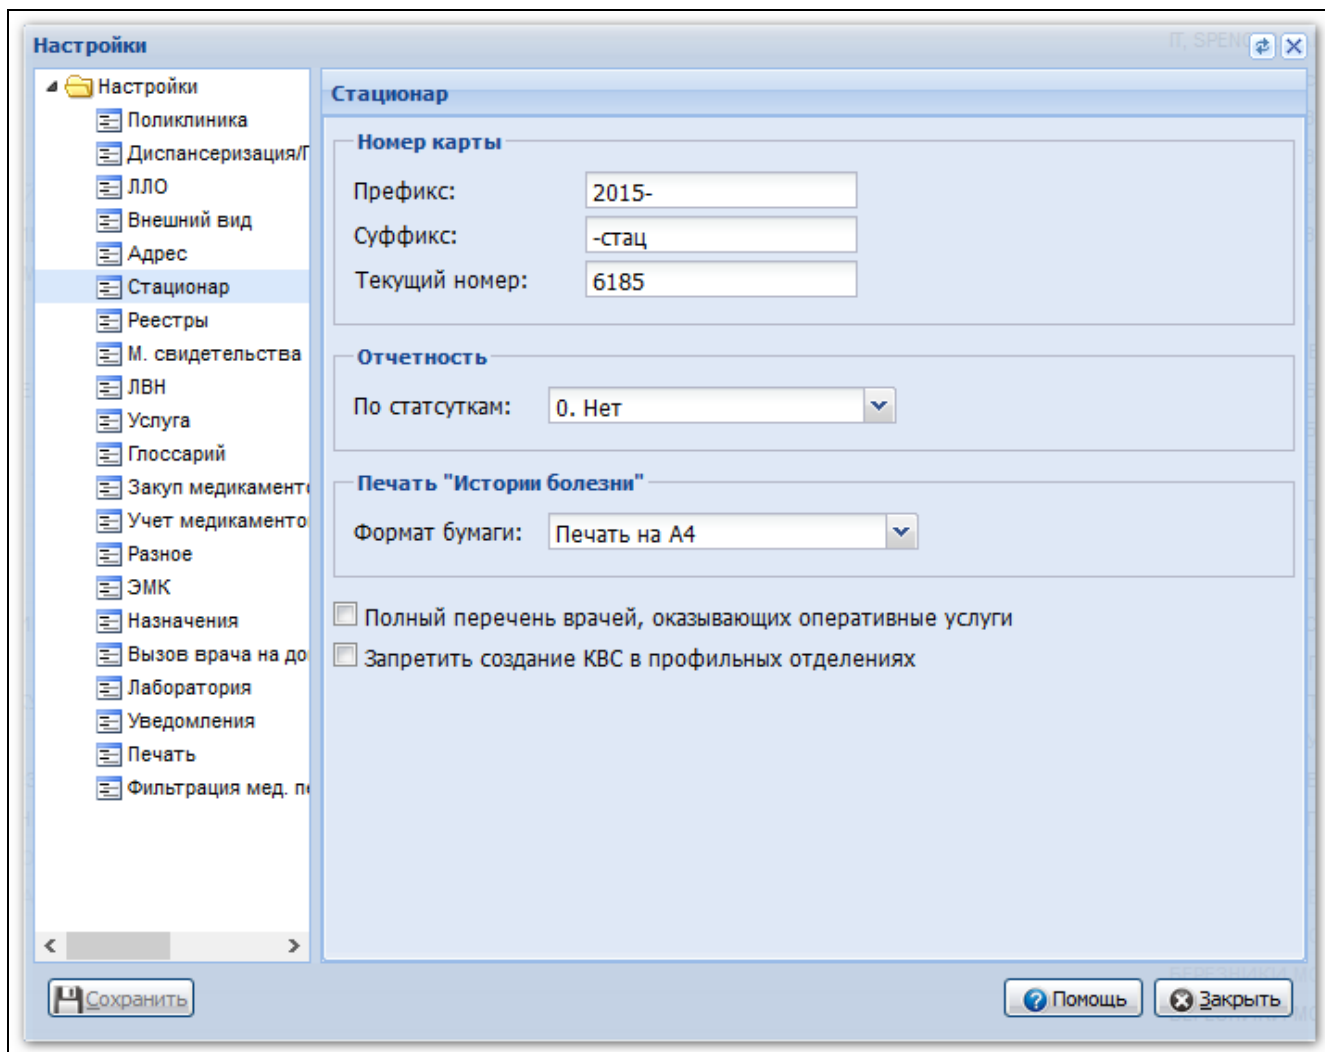 Настройки
Настройки
Поликлиника
Диспансеризация/
ЛЛО
Внешний вид
Адрес
Стационар
Реестры
М. свидетельства
ЛВН
Услуга
Глоссарий
Закуп медикаменто
Учет медикаменто
Разное
ЭМК
Назначения
Вызов врача на до
Лаборатория
Уведомления
Печать
Фильтрация мед. п
Стационар
Номер карты
Префикс: 2015-
Суффикс: -стац
Текущий номер: 6185
Отчетность
По статсуткам: 0. Нет
Печать "Истории болезни"
Формат бумаги: Печать на А4
Полный перечень врачей, оказывающих оперативные услуги
Запретить создание КВС в профильных отделениях
Сохранить
Помощь
Закрыть